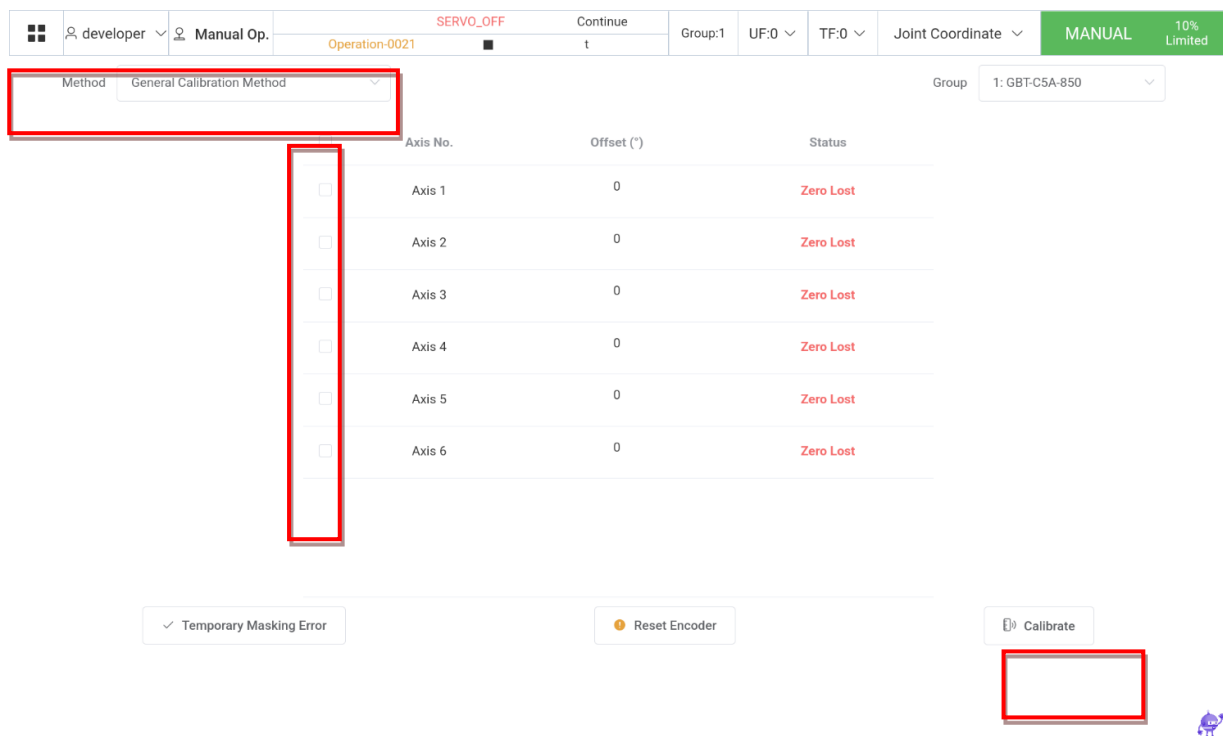 developer Manual Op. SERVO_OFF Continue Group:1 UF:0 TF:0 Joint Coordinate MANUAL 10%
Operation-0021 t Limited
Method General Calibration Method Group 1: GBT-C5A-850
Axis No. Offset (°) Status
Axis 1 0 Zero Lost
Axis 2 0 Zero Lost
Axis 3 0 Zero Lost
Axis 4 0 Zero Lost
Axis 5 0 Zero Lost
Axis 6 0 Zero Lost
Temporary Masking Error Reset Encoder Calibrate